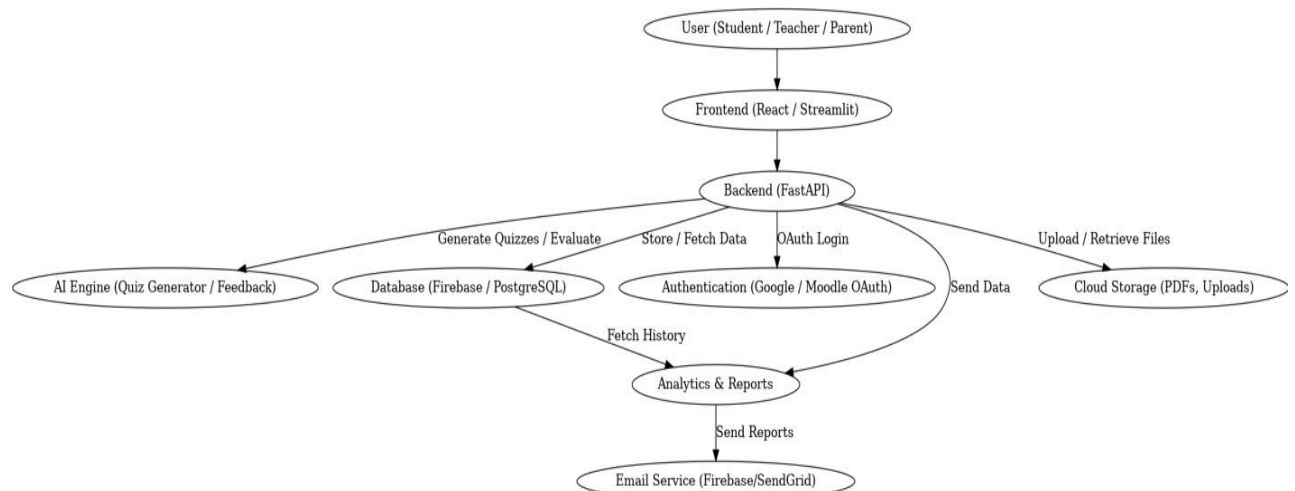 User (Student / Teacher / Parent)
Frontend (React / Streamlit)
Backend (FastAPI)
Generate Quizzes / Evaluate
Store / Fetch Data
OAuth Login
Upload / Retrieve Files
AI Engine (Quiz Generator / Feedback)
Database (Firebase / PostgreSQL)
Authentication (Google / Moodle OAuth)
Send Data
Cloud Storage (PDFs, Uploads)
Fetch History
Analytics & Reports
Send Reports
Email Service (Firebase/SendGrid)